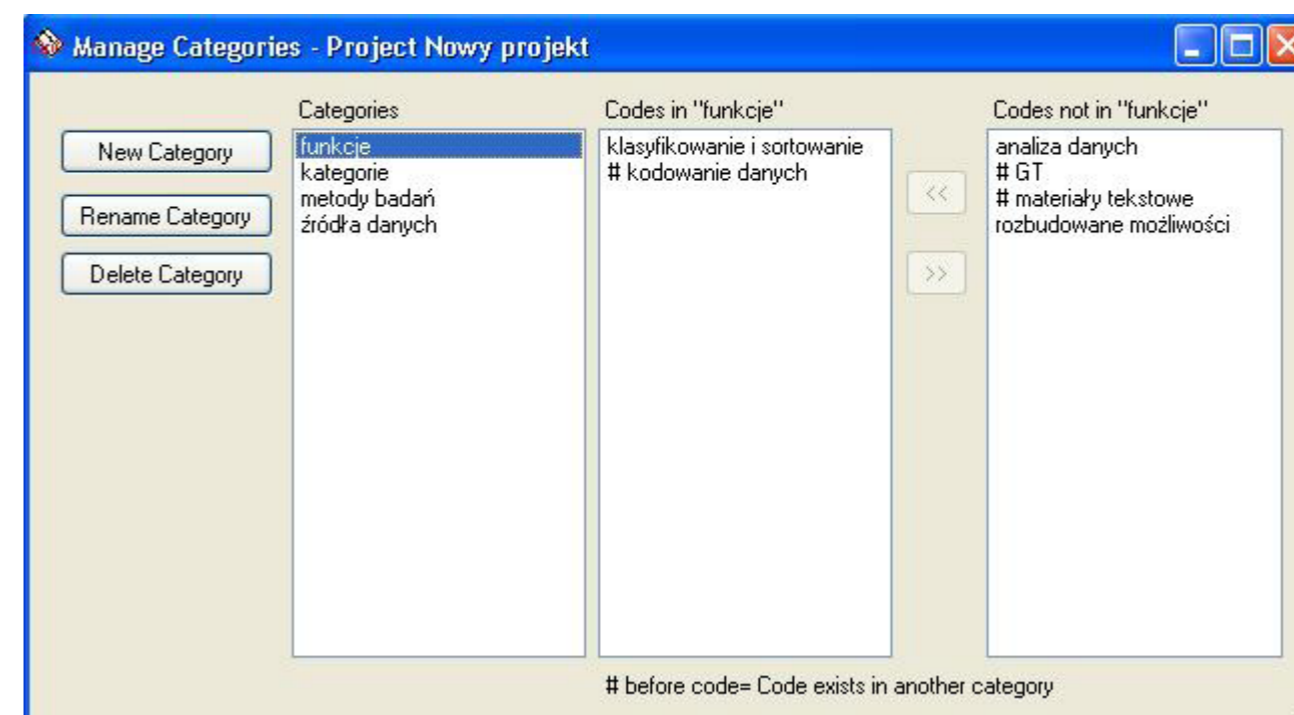 Manage Categories - Project Nowy projekt
Categories
Codes in "funkcje"
Codes not in "funkcje"
New Category
Rename Category
Delete Category
funkcje
kategorie
metody badań
źródła danych
klasyfikowanie i sortowanie
# kodowanie danych
<<
>>
analiza danych
# GT
# materiały tekstowe
rozbudowane możliwości
# before code= Code exists in another category